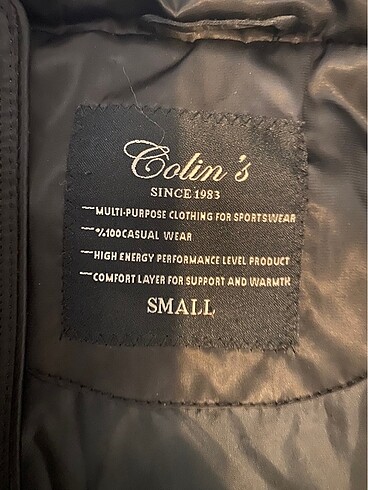 Colin's
SINCE 1983
MULTI-PURPOSE CLOTHING FOR SPORTSWEAR
%100CASUAL WEAR
HIGH ENERGY PERFORMANCE LEVEL PRODUCT
COMFORT LAYER FOR SUPPORT AND WARMTH
SMALL